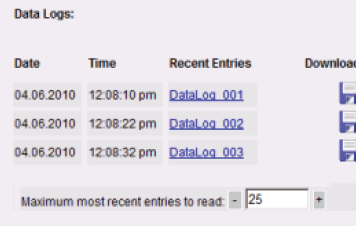 Data Logs:
Date Time Recent Entries Download
04.06.2010 12:08:10 pm DataLog_001
04.06.2010 12:08:22 pm DataLog_002
04.06.2010 12:08:32 pm DataLog_003
Maximum most recent entries to read: - 25 +